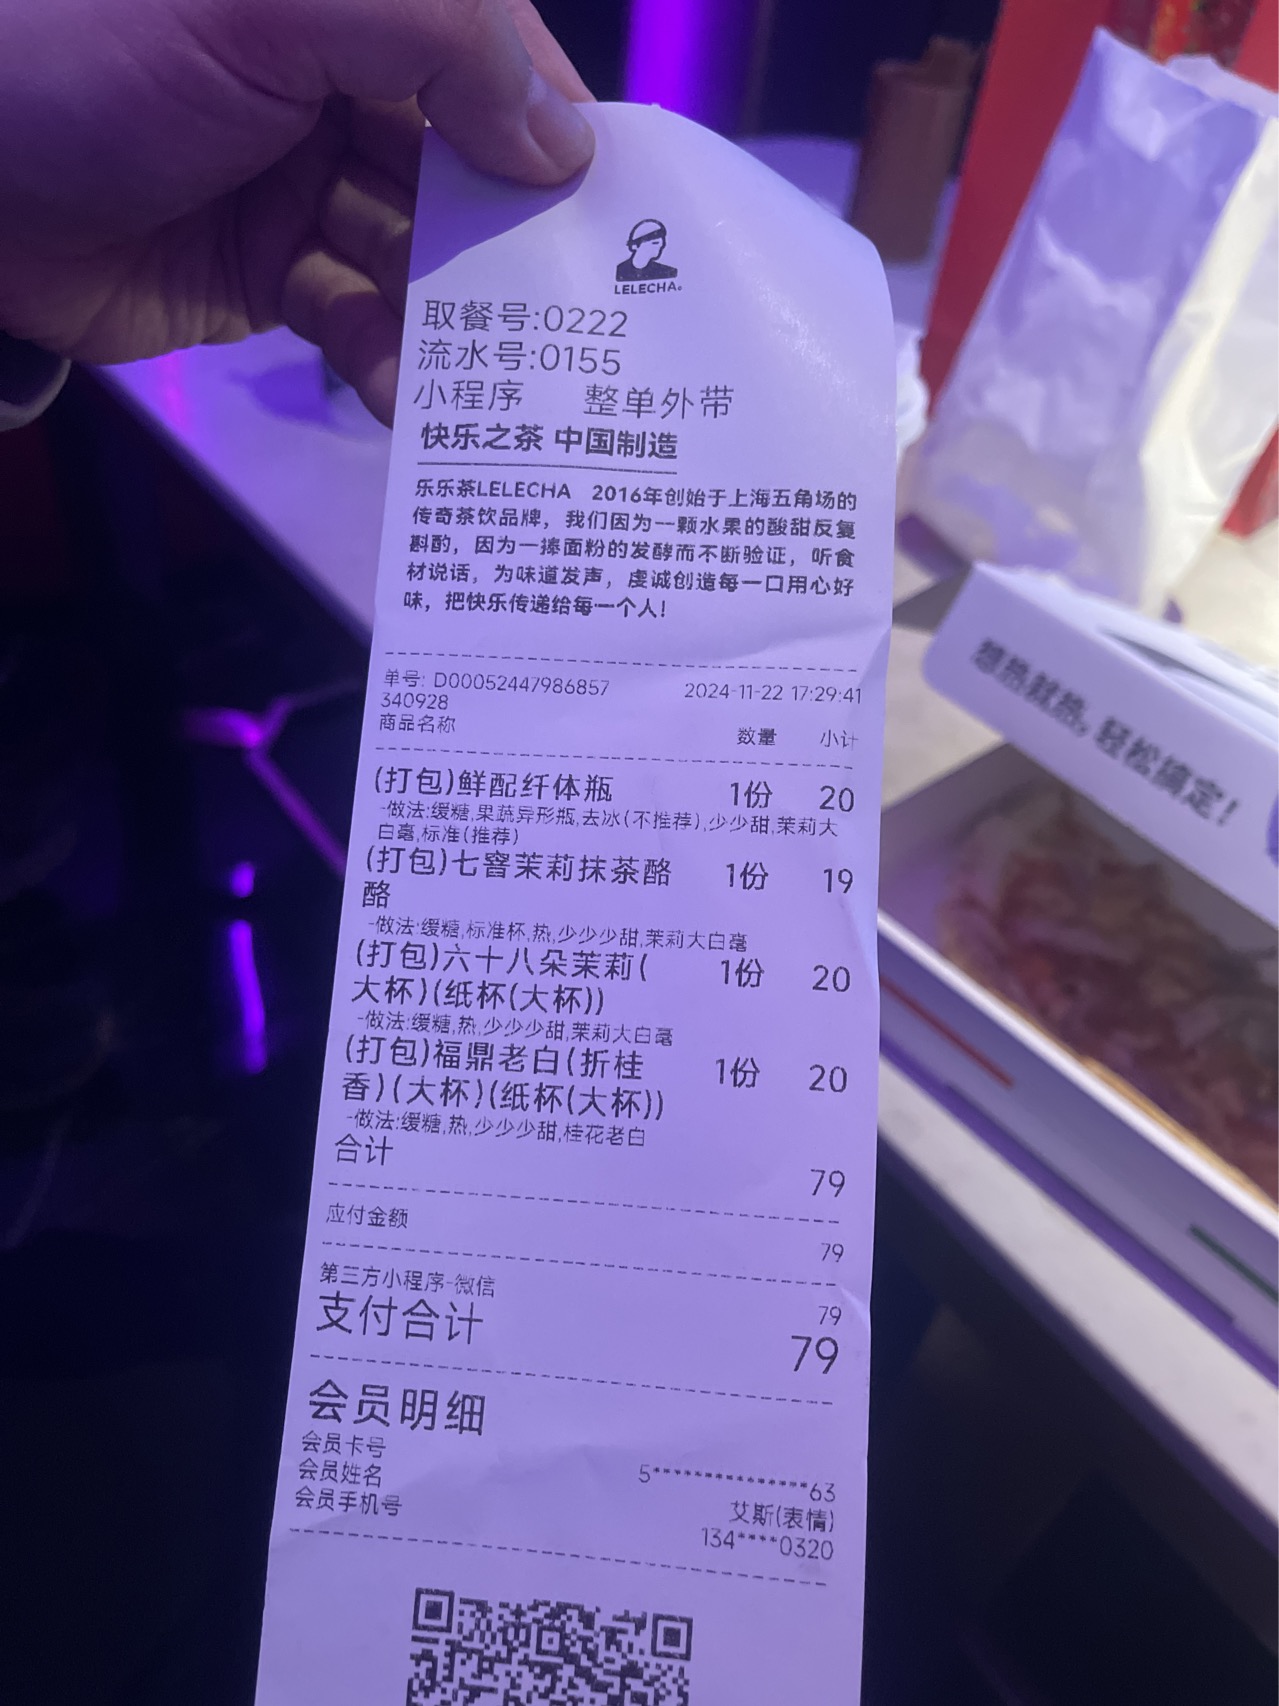 LELECHA
取餐号:0222
流水号:0155
小程序 整单外带
快乐之茶 中国制造
乐乐茶LELECHA 2016年创始于上海五角场的
传奇茶饮品牌，我们因为一颗水果的酸甜反复
斟酌，因为一捧面粉的发酵而不断验证，听食
材说话，为味道发声，虔诚创造每一口用心好
味，把快乐传递给每一个人！
单号: D00052447986857 2024-11-22 17:29:41
340928
商品名称 数量 小计
(打包)鲜配纤体瓶 1份 20
-做法:缓糖,果蔬异形瓶,去冰(不推荐),少少甜,茉莉大
白毫,标准(推荐)
(打包)七窨茉莉抹茶酪 1份 19
酪
-做法:缓糖,标准杯,热,少少少甜,茉莉大白毫
(打包)六十八朵茉莉( 1份 20
大杯)(纸杯(大杯))
-做法:缓糖,热,少少少甜,茉莉大白毫
(打包)福鼎老白(折桂 1份 20
香)(大杯)(纸杯(大杯))
-做法:缓糖,热,少少少甜,桂花老白
合计 79
应付金额 79
第三方小程序-微信 79
支付合计 79
会员明细
会员卡号 5****************63
会员姓名 艾斯(表情)
会员手机号 134****0320
想热就热，轻松搞定！